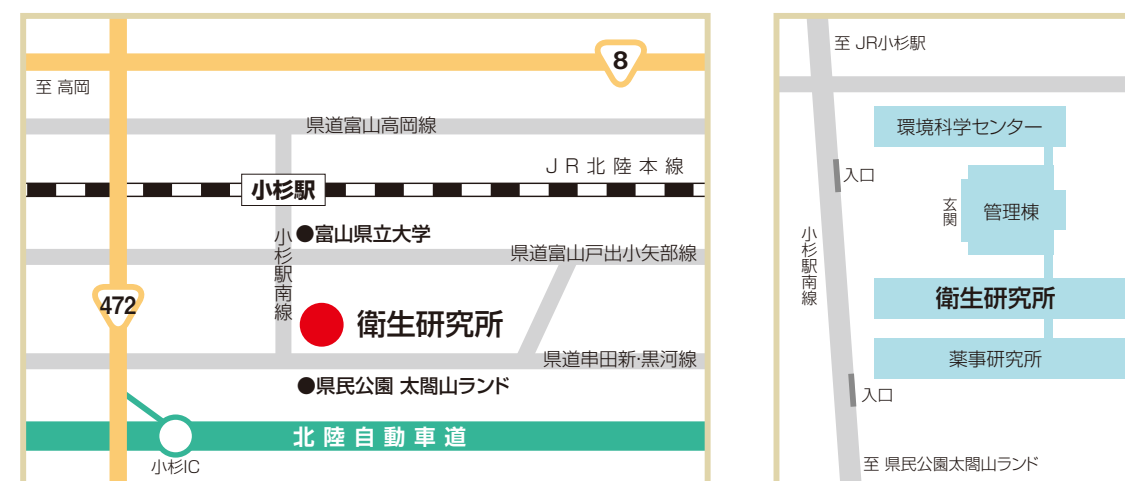 8
至 高岡
県道富山高岡線
JR北陸本線
小杉駅
●富山県立大学
小杉駅南線
県道富山戸出小矢部線
472
衛生研究所
県道串田新・黒河線
●県民公園 太閤山ランド
北陸自動車道
小杉IC
至 JR小杉駅
環境科学センター
入口
玄関
管理棟
小杉駅南線
衛生研究所
薬事研究所
入口
至 県民公園太閤山ランド